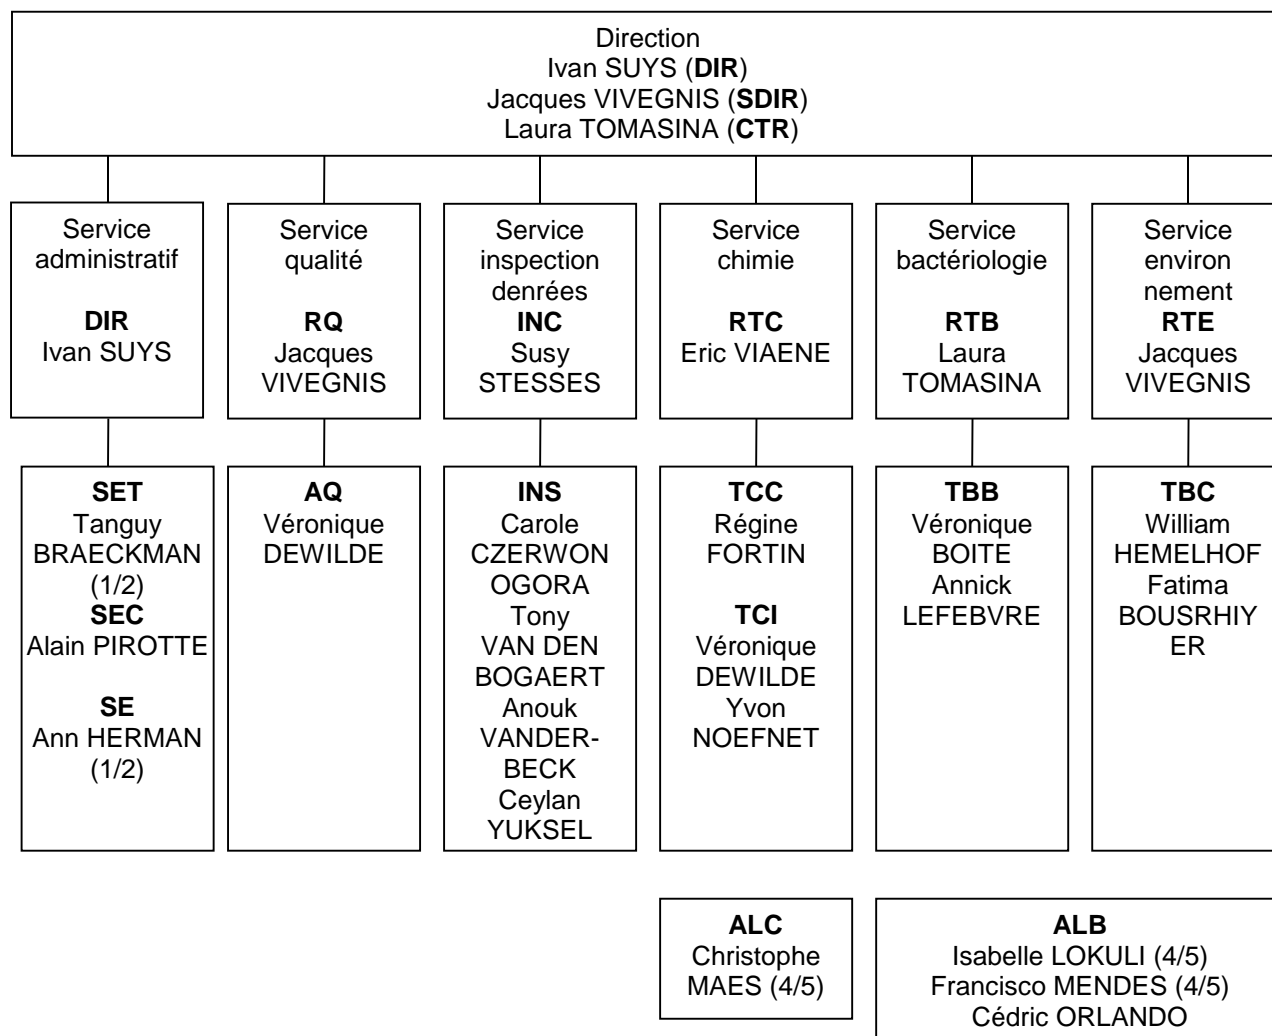 Direction
Ivan SUYS (DIR)
Jacques VIVEGNIS (SDIR)
Laura TOMASINA (CTR)
Service
administratif
DIR
Ivan SUYS
Service
qualité
RQ
Jacques
VIVEGNIS
Service
inspection
denrées
INC
Susy
STESSES
Service
chimie
RTC
Eric VIAENE
Service
bactériologie
RTB
Laura
TOMASINA
Service
environ
nement
RTE
Jacques
VIVEGNIS
SET
Tanguy
BRAECKMAN
(1/2)
SEC
Alain PIROTTE
SE
Ann HERMAN
(1/2)
AQ
Véronique
DEWILDE
INS
Carole
CZERWON
OGORA
Tony
VAN DEN
BOGAERT
Anouk
VANDER-
BECK
Ceylan
YUKSEL
TCC
Régine
FORTIN
TCI
Véronique
DEWILDE
Yvon
NOEFNET
TBB
Véronique
BOITE
Annick
LEFEBVRE
TBC
William
HEMELHOF
Fatima
BOUSRHIY
ER
ALC
Christophe
MAES (4/5)
ALB
Isabelle LOKULI (4/5)
Francisco MENDES (4/5)
Cédric ORLANDO